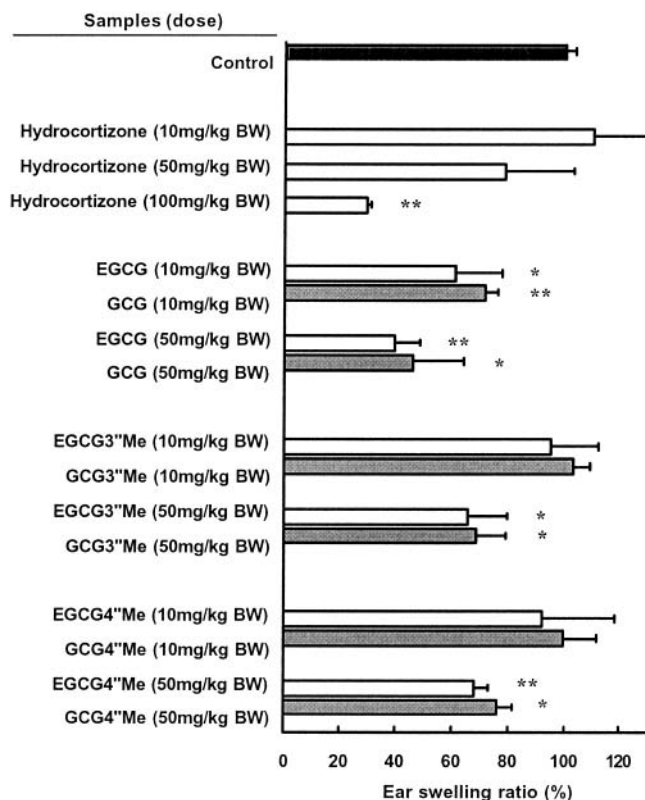 Samples (dose)
Control
Hydrocortizone (10mg/kg BW)
Hydrocortizone (50mg/kg BW)
Hydrocortizone (100mg/kg BW)
**
EGCG (10mg/kg BW)
*
GCG (10mg/kg BW)
**
EGCG (50mg/kg BW)
**
GCG (50mg/kg BW)
*
EGCG3"Me (10mg/kg BW)
GCG3"Me (10mg/kg BW)
EGCG3"Me (50mg/kg BW)
*
GCG3"Me (50mg/kg BW)
*
EGCG4"Me (10mg/kg BW)
GCG4"Me (10mg/kg BW)
EGCG4"Me (50mg/kg BW)
**
GCG4"Me (50mg/kg BW)
*
0 20 40 60 80 100 120
Ear swelling ratio (%)